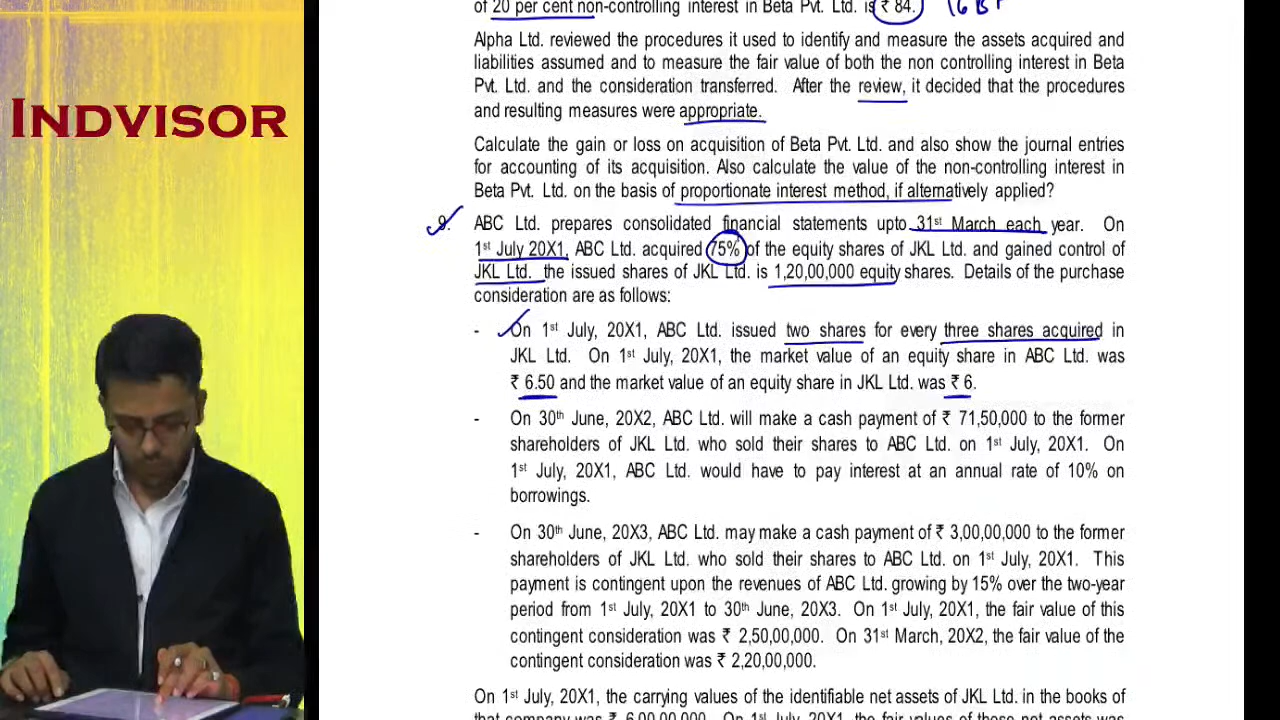 INDVISOR
of 20 per cent non-controlling interest in Beta Pvt. Ltd. is ₹ 84.
Alpha Ltd. reviewed the procedures it used to identify and measure the assets acquired and
liabilities assumed and to measure the fair value of both the non controlling interest in Beta
Pvt. Ltd. and the consideration transferred. After the review, it decided that the procedures
and resulting measures were appropriate.
Calculate the gain or loss on acquisition of Beta Pvt. Ltd. and also show the journal entries
for accounting of its acquisition. Also calculate the value of the non-controlling interest in
Beta Pvt. Ltd. on the basis of proportionate interest method, if alternatively applied?
9. ABC Ltd. prepares consolidated financial statements upto 31st March each year. On
1st July 20X1, ABC Ltd. acquired 75% of the equity shares of JKL Ltd. and gained control of
JKL Ltd. the issued shares of JKL Ltd. is 1,20,00,000 equity shares. Details of the purchase
consideration are as follows:
- On 1st July, 20X1, ABC Ltd. issued two shares for every three shares acquired in
JKL Ltd. On 1st July, 20X1, the market value of an equity share in ABC Ltd. was
₹ 6.50 and the market value of an equity share in JKL Ltd. was ₹ 6.
- On 30th June, 20X2, ABC Ltd. will make a cash payment of ₹ 71,50,000 to the former
shareholders of JKL Ltd. who sold their shares to ABC Ltd. on 1st July, 20X1. On
1st July, 20X1, ABC Ltd. would have to pay interest at an annual rate of 10% on
borrowings.
- On 30th June, 20X3, ABC Ltd. may make a cash payment of ₹ 3,00,00,000 to the former
shareholders of JKL Ltd. who sold their shares to ABC Ltd. on 1st July, 20X1. This
payment is contingent upon the revenues of ABC Ltd. growing by 15% over the two-year
period from 1st July, 20X1 to 30th June, 20X3. On 1st July, 20X1, the fair value of this
contingent consideration was ₹ 2,50,00,000. On 31st March, 20X2, the fair value of the
contingent consideration was ₹ 2,20,00,000.
On 1st July, 20X1, the carrying values of the identifiable net assets of JKL Ltd. in the books
of that company was ₹ 6,00,00,000. On 1st July, 20X1, the fair values of these net assets was